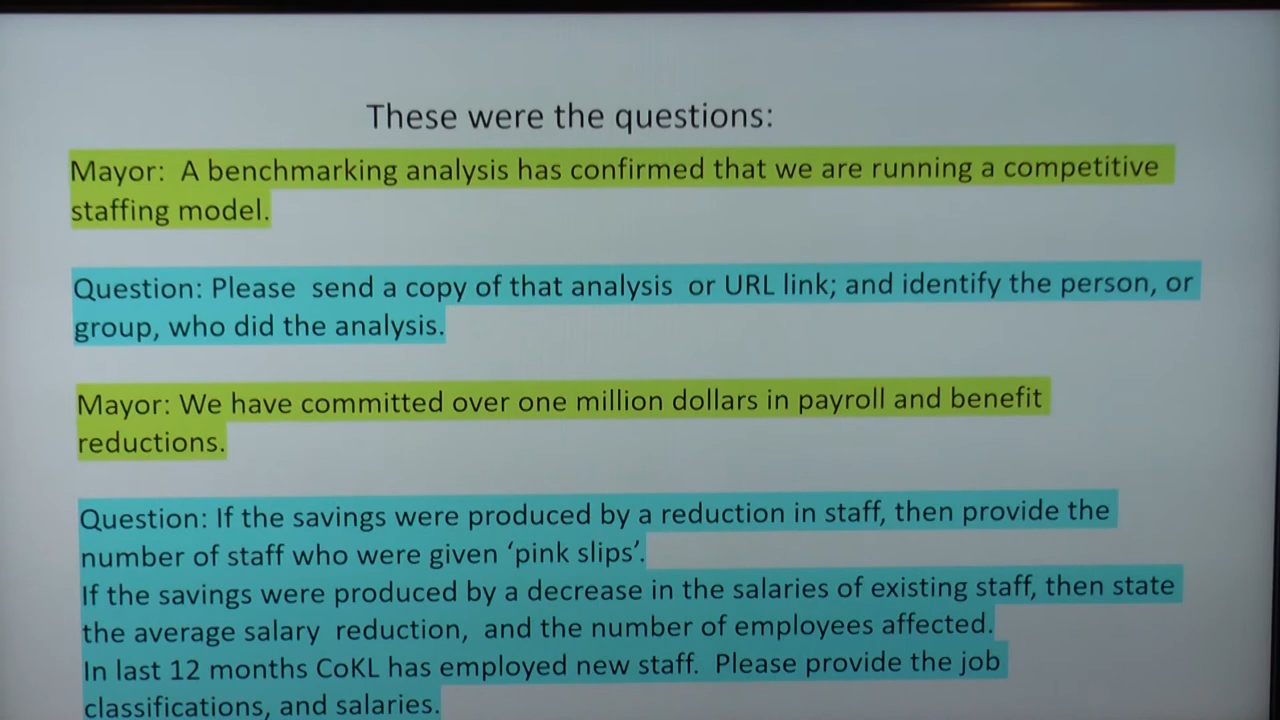 These were the questions:
Mayor:  A benchmarking analysis has confirmed that we are running a competitive
staffing model.
Question: Please  send a copy of that analysis  or URL link; and identify the person, or
group, who did the analysis.
Mayor: We have committed over one million dollars in payroll and benefit
reductions.
Question: If the savings were produced by a reduction in staff, then provide the
number of staff who were given ‘pink slips’.
If the savings were produced by a decrease in the salaries of existing staff, then state
the average salary  reduction,  and the number of employees affected.
In last 12 months CoKL has employed new staff.  Please provide the job
classifications, and salaries.